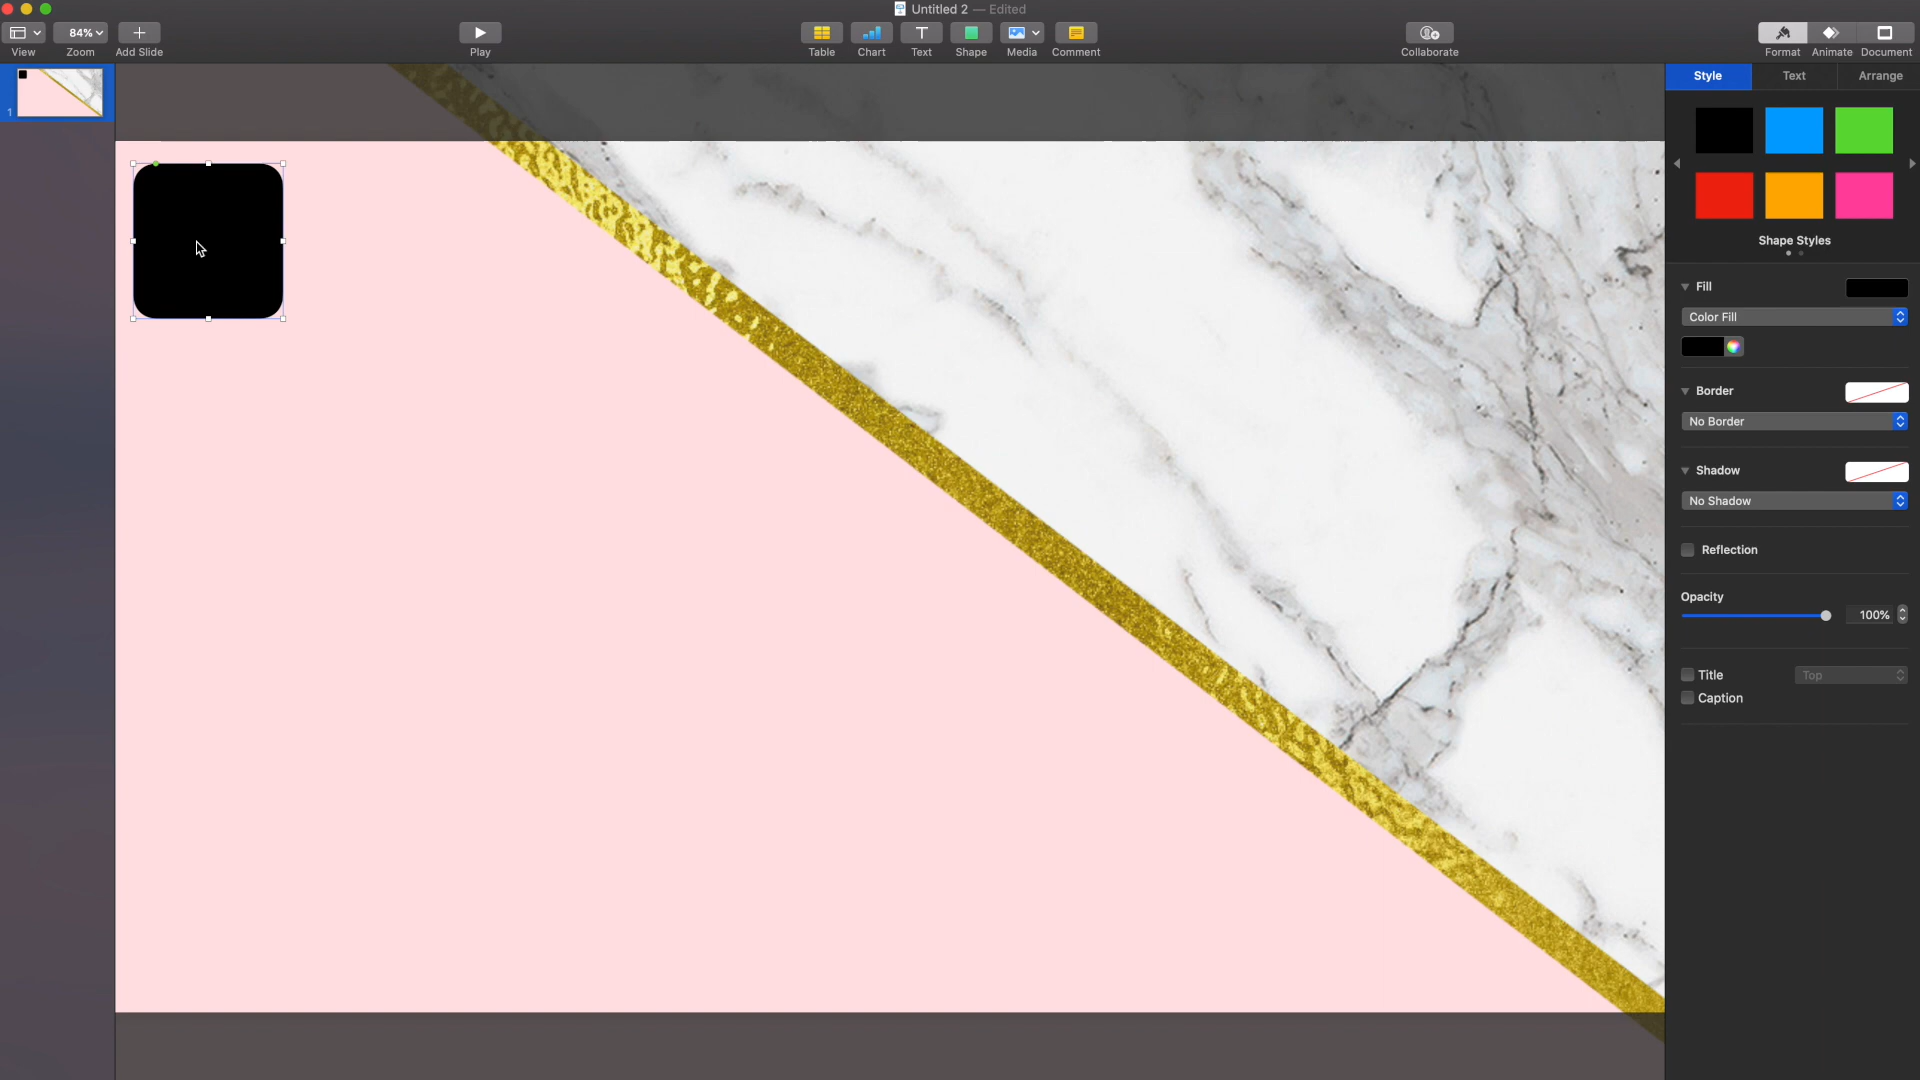 Untitled 2 — Edited
84%
View
Zoom
Add Slide
Play
Table
Chart
Text
Shape
Media
Comment
Collaborate
Format
Animate
Document
1
Style
Text
Arrange
Shape Styles
Fill
Color Fill
Border
No Border
Shadow
No Shadow
Reflection
Opacity
100%
Title
Top
Caption